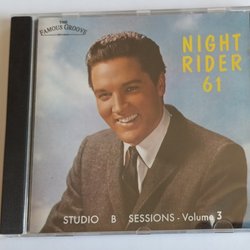 THE
FAMOUS GROOVE
NIGHT
RIDER
61
STUDIO B SESSIONS - Volume 3